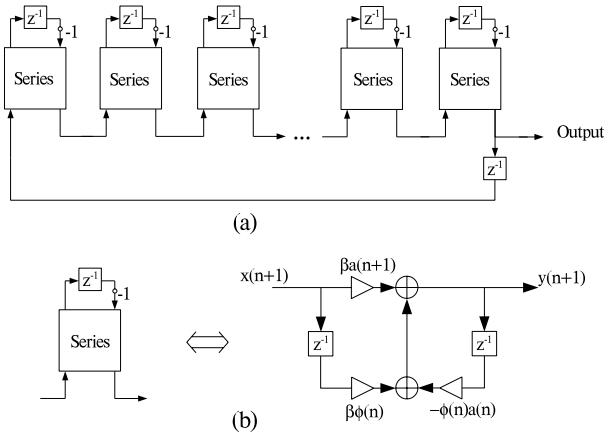 z⁻¹ z⁻¹ z⁻¹ z⁻¹ z⁻¹
-1 -1 -1 -1 -1
Series Series Series Series Series
... Output
z⁻¹
(a)
βa(n+1)
x(n+1) y(n+1)
z⁻¹
-1
Series z⁻¹ z⁻¹
βϕ(n) −ϕ(n)a(n)
(b)